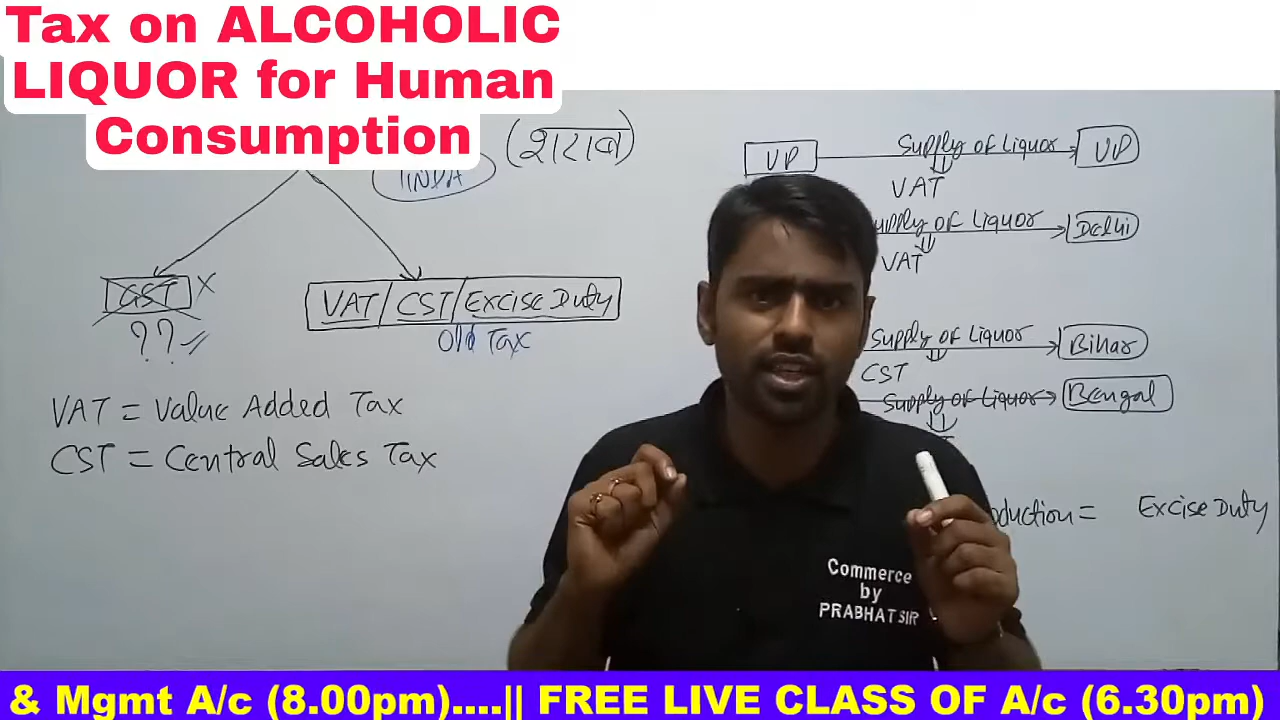 Tax on ALCOHOLIC
LIQUOR for Human
Consumption
(शराब)
GST X
??
VAT/CST/Excise Duty
Old Tax
VAT = Value Added Tax
CST = Central Sales Tax
UP Supply of Liquor UP
VAT
Supply of Liquor Delhi
VAT
Supply of Liquor Bihar
CST
Supply of Liquor Bengal
Excise Duty
Commerce
by
PRABHAT SIR
& Mgmt A/c (8.00pm)....|| FREE LIVE CLASS OF A/c (6.30pm)